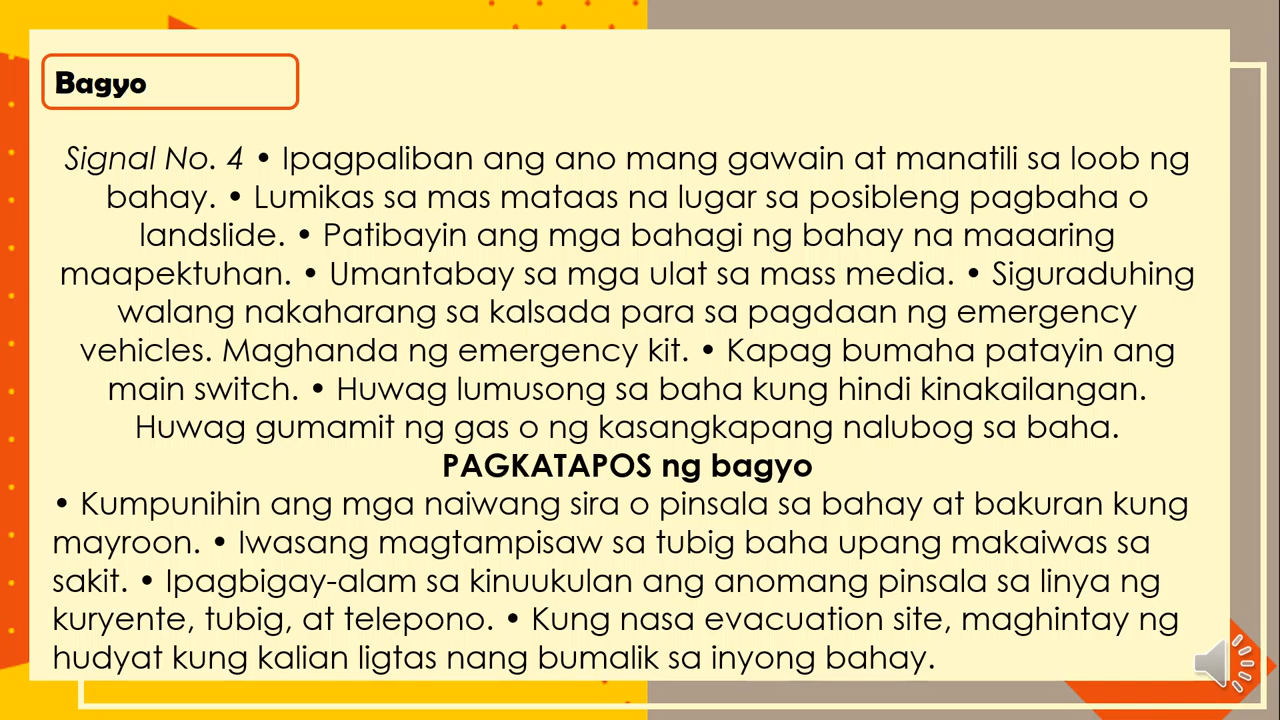 Bagyo
Signal No. 4 • Ipagpaliban ang ano mang gawain at manatili sa loob ng
bahay. • Lumikas sa mas mataas na lugar sa posibleng pagbaha o
landslide. • Patibayin ang mga bahagi ng bahay na maaaring
maapektuhan. • Umantabay sa mga ulat sa mass media. • Siguraduhing
walang nakaharang sa kalsada para sa pagdaan ng emergency
vehicles. Maghanda ng emergency kit. • Kapag bumaha patayin ang
main switch. • Huwag lumusong sa baha kung hindi kinakailangan.
Huwag gumamit ng gas o ng kasangkapang nalubog sa baha.
PAGKATAPOS ng bagyo
• Kumpunihin ang mga naiwang sira o pinsala sa bahay at bakuran kung
mayroon. • Iwasang magtampisaw sa tubig baha upang makaiwas sa
sakit. • Ipagbigay-alam sa kinuukulan ang anomang pinsala sa linya ng
kuryente, tubig, at telepono. • Kung nasa evacuation site, maghintay ng
hudyat kung kalian ligtas nang bumalik sa inyong bahay.